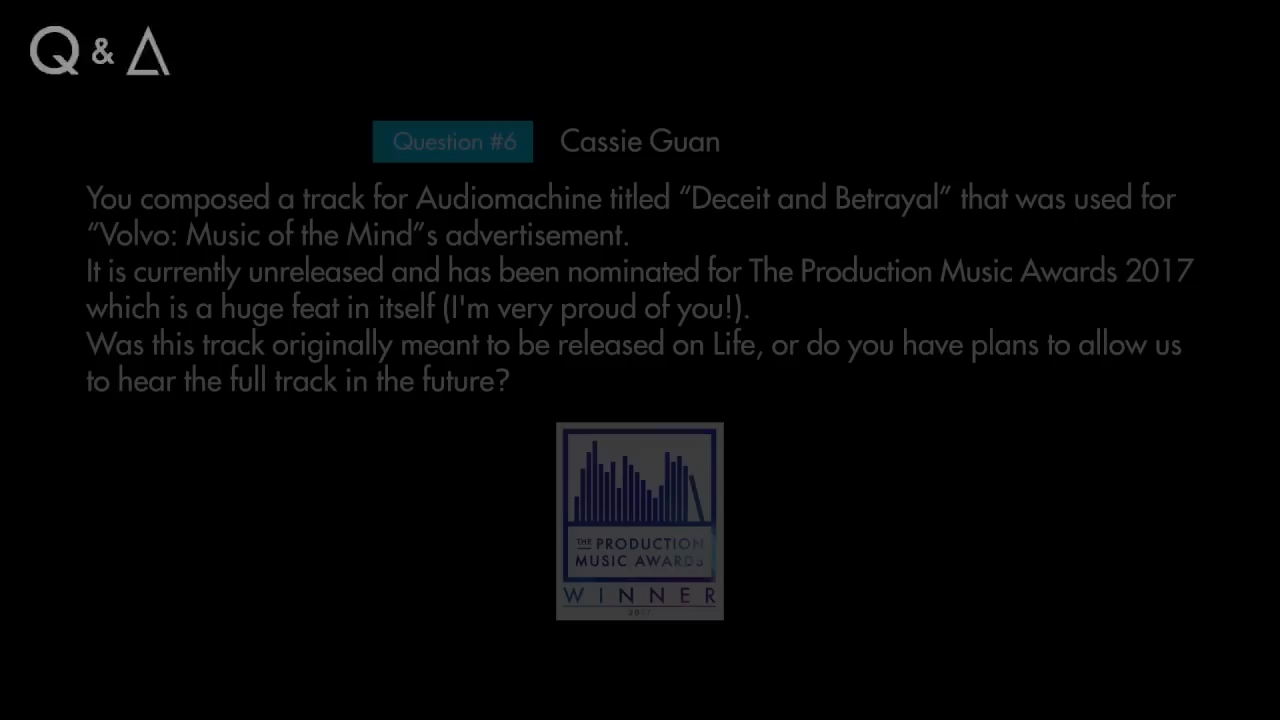 Q & A
Question #6 Cassie Guan
You composed a track for Audiomachine titled “Deceit and Betrayal” that was used for
“Volvo: Music of the Mind”s advertisement.
It is currently unreleased and has been nominated for The Production Music Awards 2017
which is a huge feat in itself (I'm very proud of you!).
Was this track originally meant to be released on Life, or do you have plans to allow us
to hear the full track in the future?
THE PRODUCTION
MUSIC AWARDS
WINNER
2017